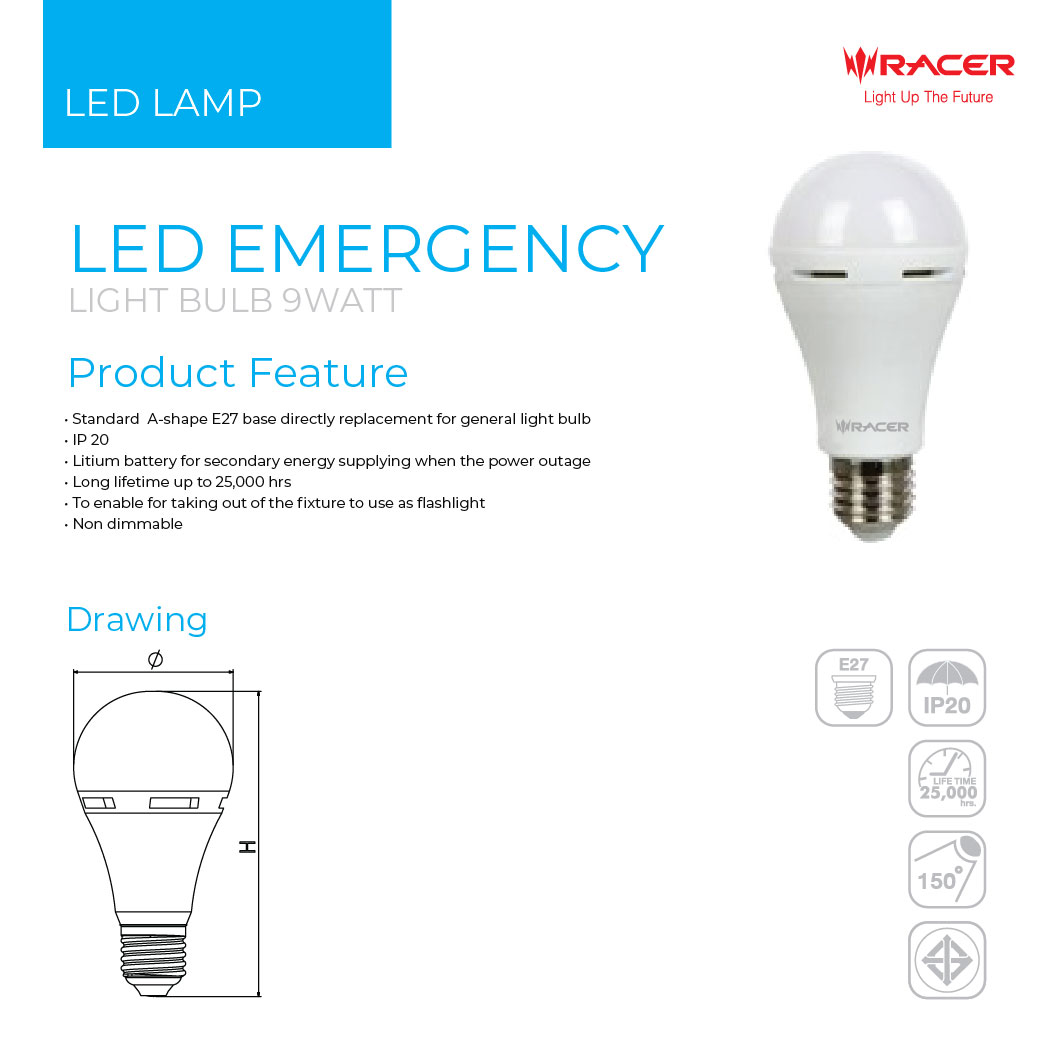 LED LAMP
RACER
Light Up The Future
LED EMERGENCY
LIGHT BULB 9WATT
Product Feature
• Standard  A-shape E27 base directly replacement for general light bulb
• IP 20
• Litium battery for secondary energy supplying when the power outage
• Long lifetime up to 25,000 hrs
• To enable for taking out of the fixture to use as flashlight
• Non dimmable
RACER
Drawing
Ø
H
E27
IP20
LIFE TIME
25,000
hrs.
150°